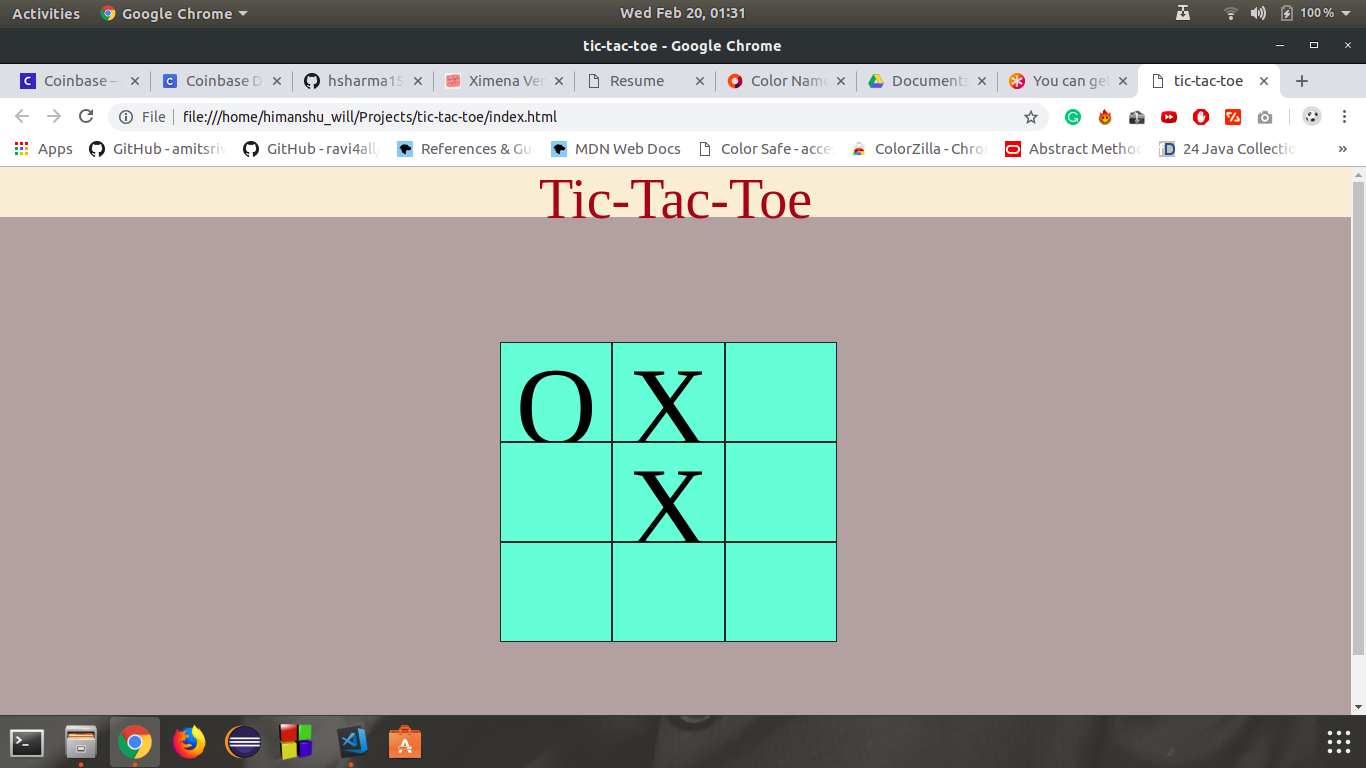 Activities Google Chrome Wed Feb 20, 01:31 100 %
tic-tac-toe - Google Chrome
Coinbase – Coinbase D hsharma15 Ximena Ver Resume Color Name Documents You can get tic-tac-toe
File file:///home/himanshu_will/Projects/tic-tac-toe/index.html
Apps GitHub - amitsriv GitHub - ravi4all/ References & Gu MDN Web Docs Color Safe - acce ColorZilla - Chro Abstract Method 24 Java Collectio »
Tic-Tac-Toe
O X
X